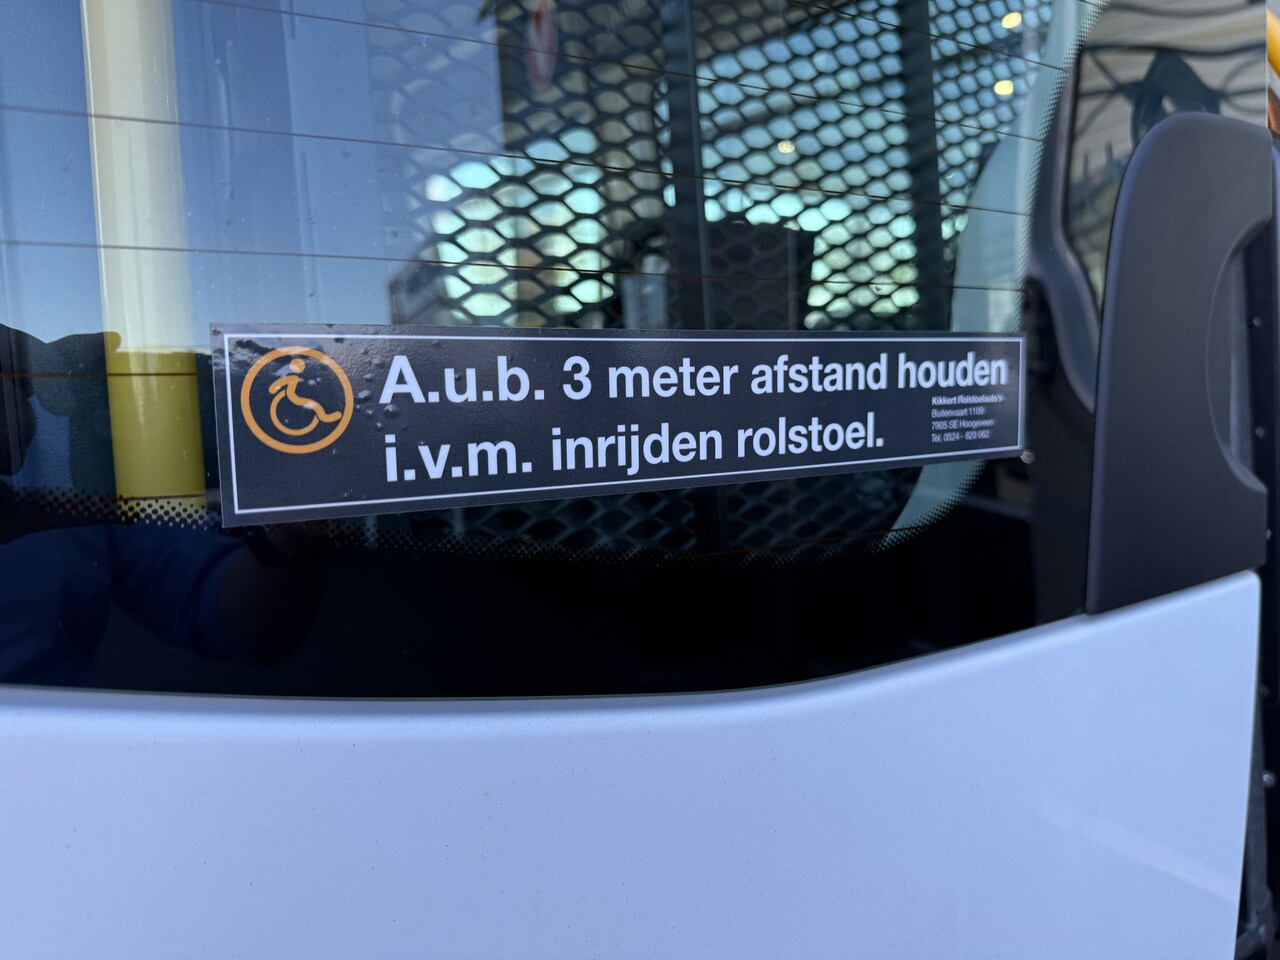 A.u.b. 3 meter afstand houden
i.v.m. inrijden rolstoel.
Kikkert Rolstoelauto's
Buitenvaart 1109
7905 SE Hoogeveen
Tel. 0524 - 820 062